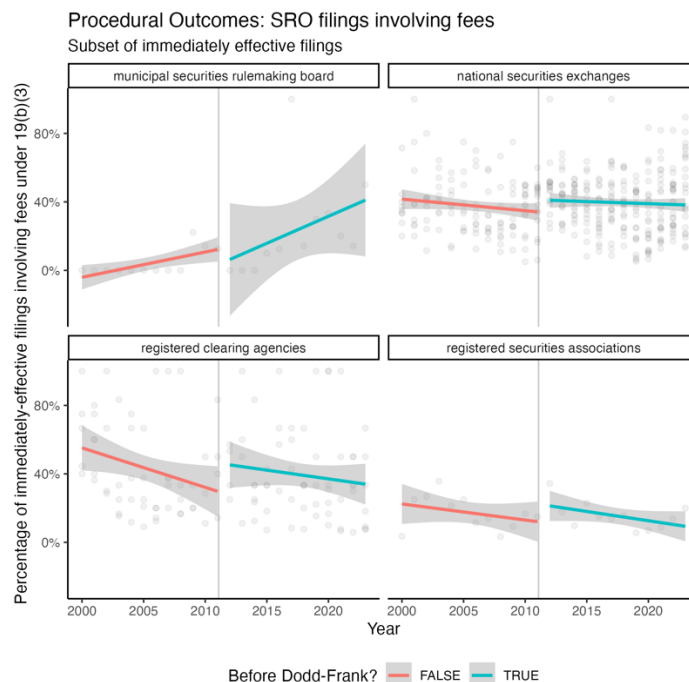 Procedural Outcomes: SRO filings involving fees
Subset of immediately effective filings
municipal securities rulemaking board
national securities exchanges
80%
40%
0%
registered clearing agencies
registered securities associations
80%
40%
0%
2000 2005 2010 2015 2020 2000 2005 2010 2015 2020
Year
Percentage of immediately-effective filings involving fees under 19(b)(3)
Before Dodd-Frank? FALSE TRUE